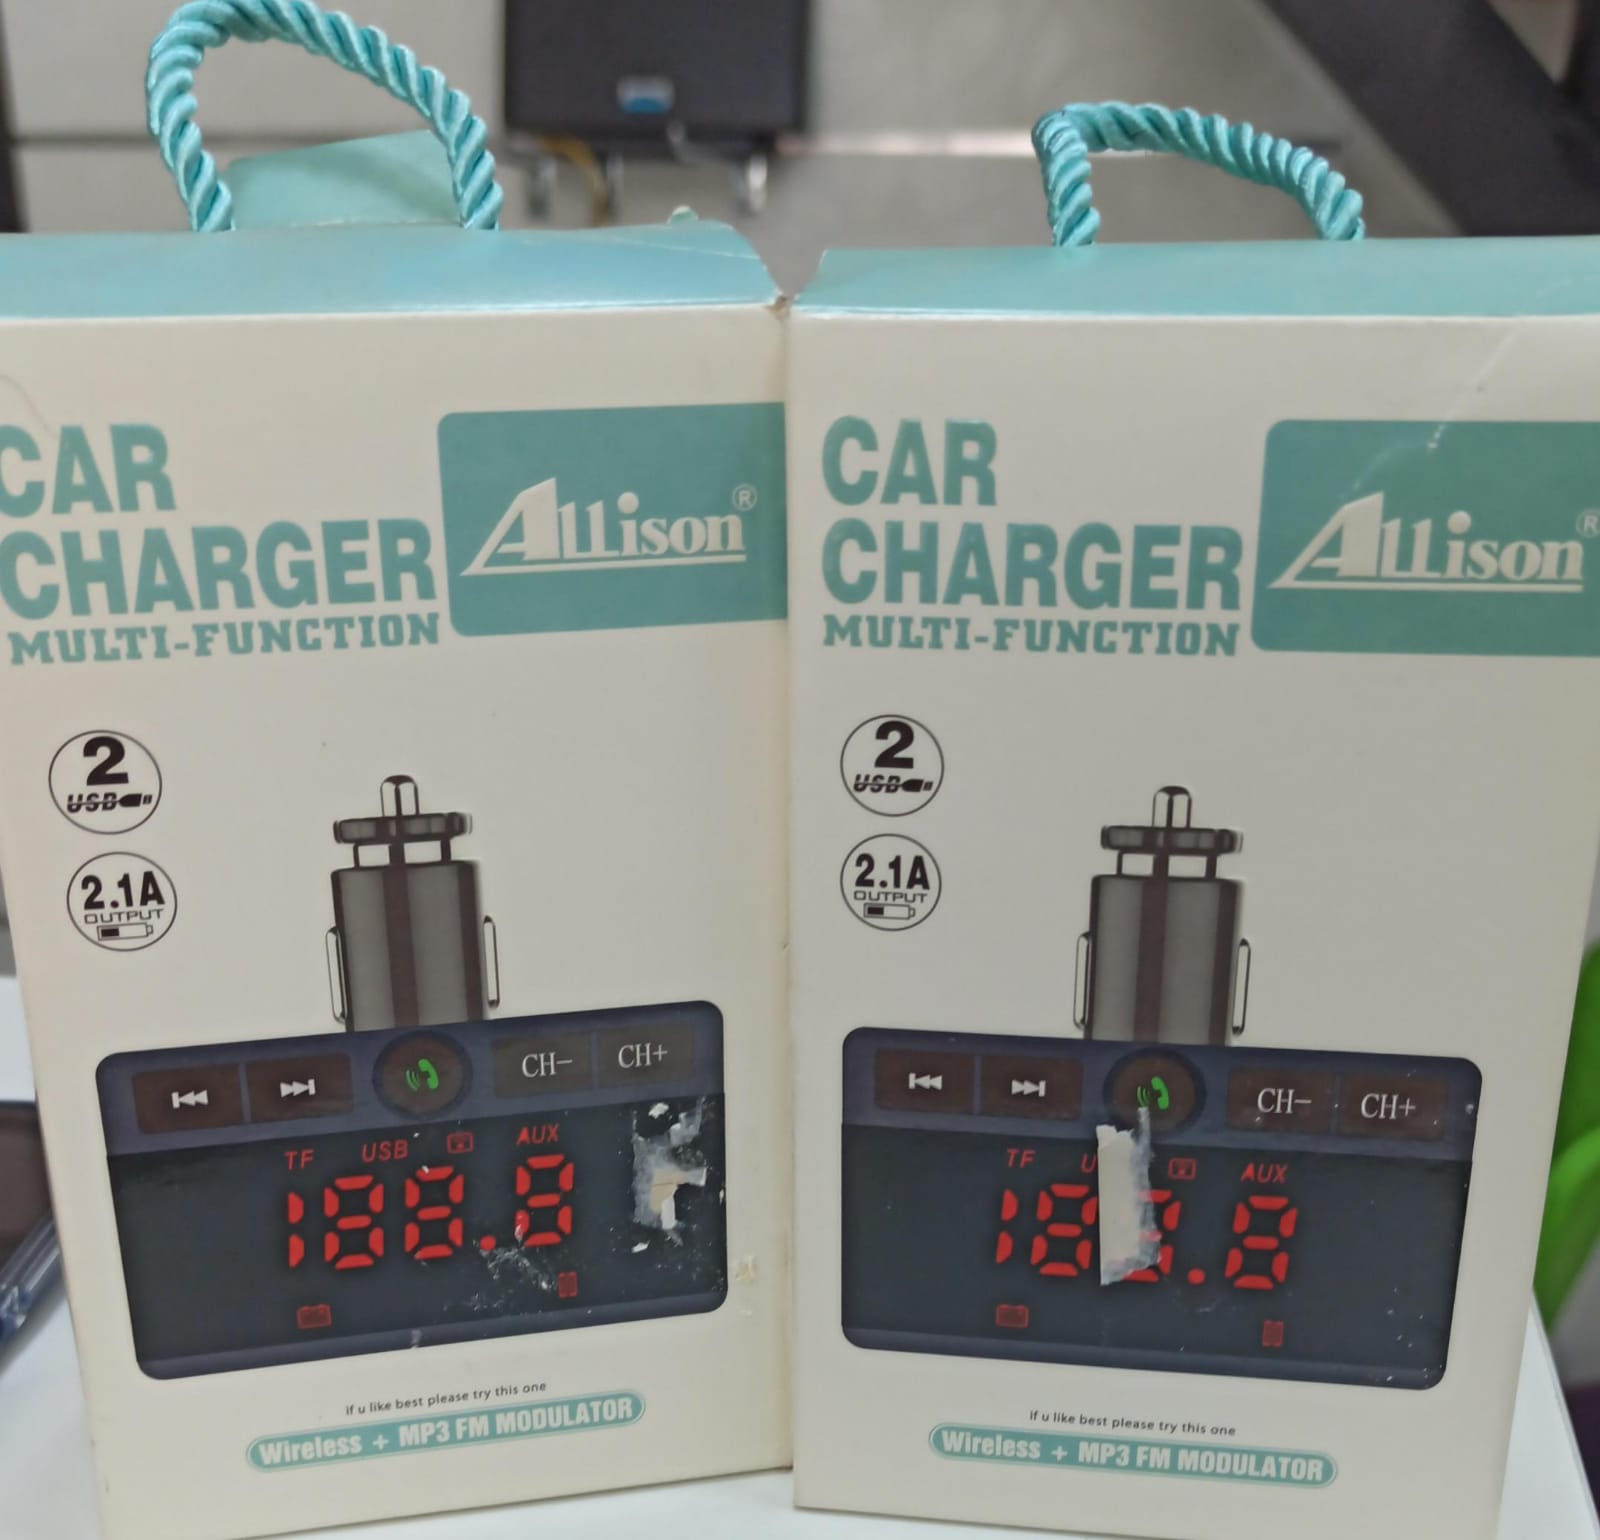 CAR
CHARGER
MULTI-FUNCTION
Allison®
2
USB
2.1A
OUTPUT
CH− CH+
TF USB AUX
188.8
if u like best please try this one
Wireless + MP3 FM MODULATOR
CAR
CHARGER
MULTI-FUNCTION
Allison®
2
USB
2.1A
OUTPUT
CH− CH+
TF AUX
if u like best please try this one
Wireless + MP3 FM MODULATOR